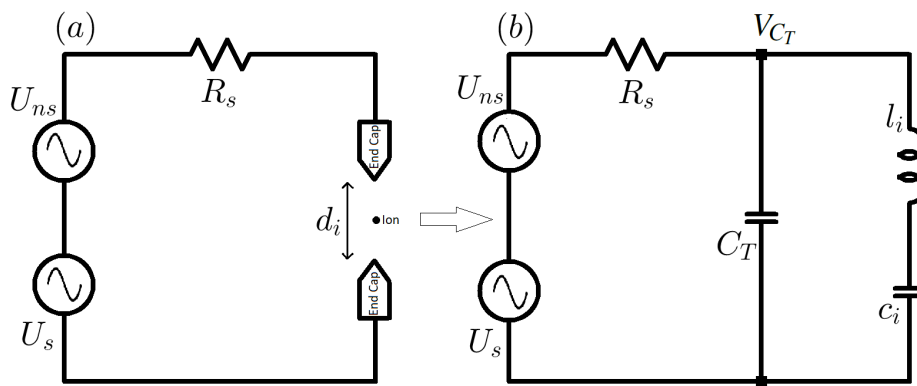 (a)
R_s
U_{ns}
End Cap
d_i
Ion
End Cap
U_s
(b)
V_{C_T}
R_s
U_{ns}
l_i
C_T
c_i
U_s